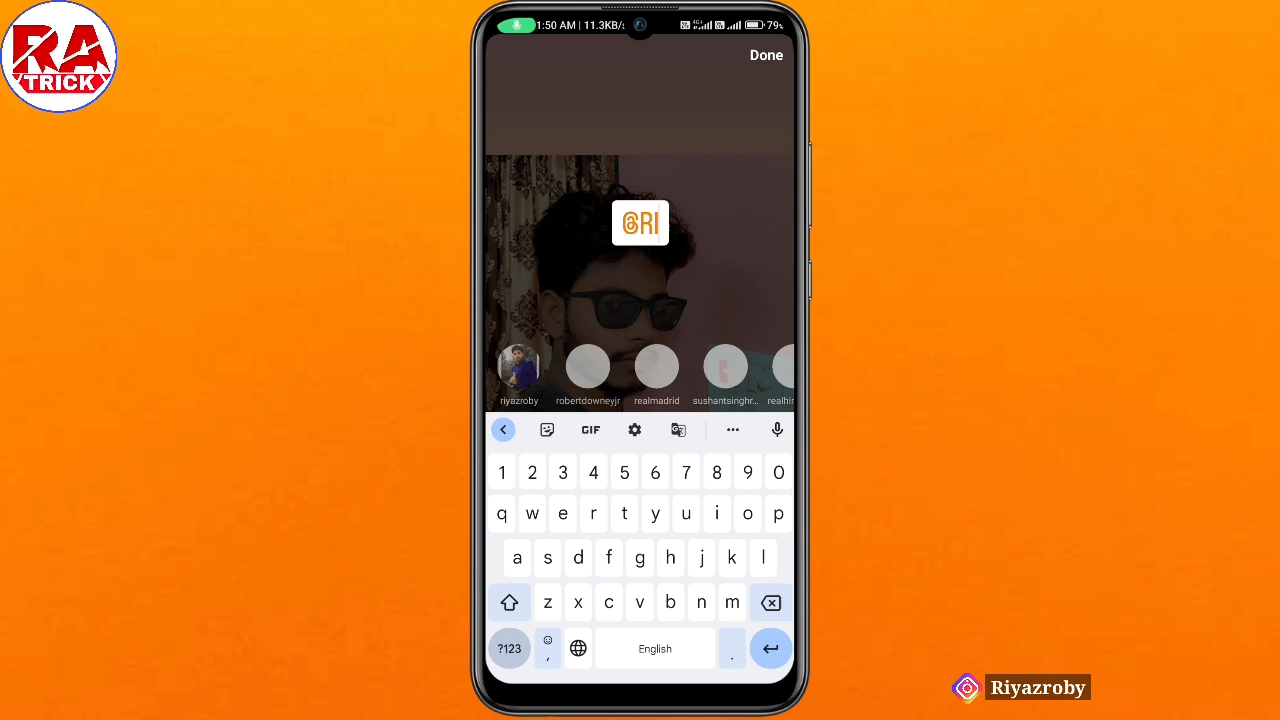 RA
TRICK
1:50 AM | 11.3KB/s
79%
Done
@RI
riyazroby
robertdowneyjr
realmadrid
sushantsinghr...
GIF
1 2 3 4 5 6 7 8 9 0
q w e r t y u i o p
a s d f g h j k l
z x c v b n m
?123
,
English
.
Riyazroby